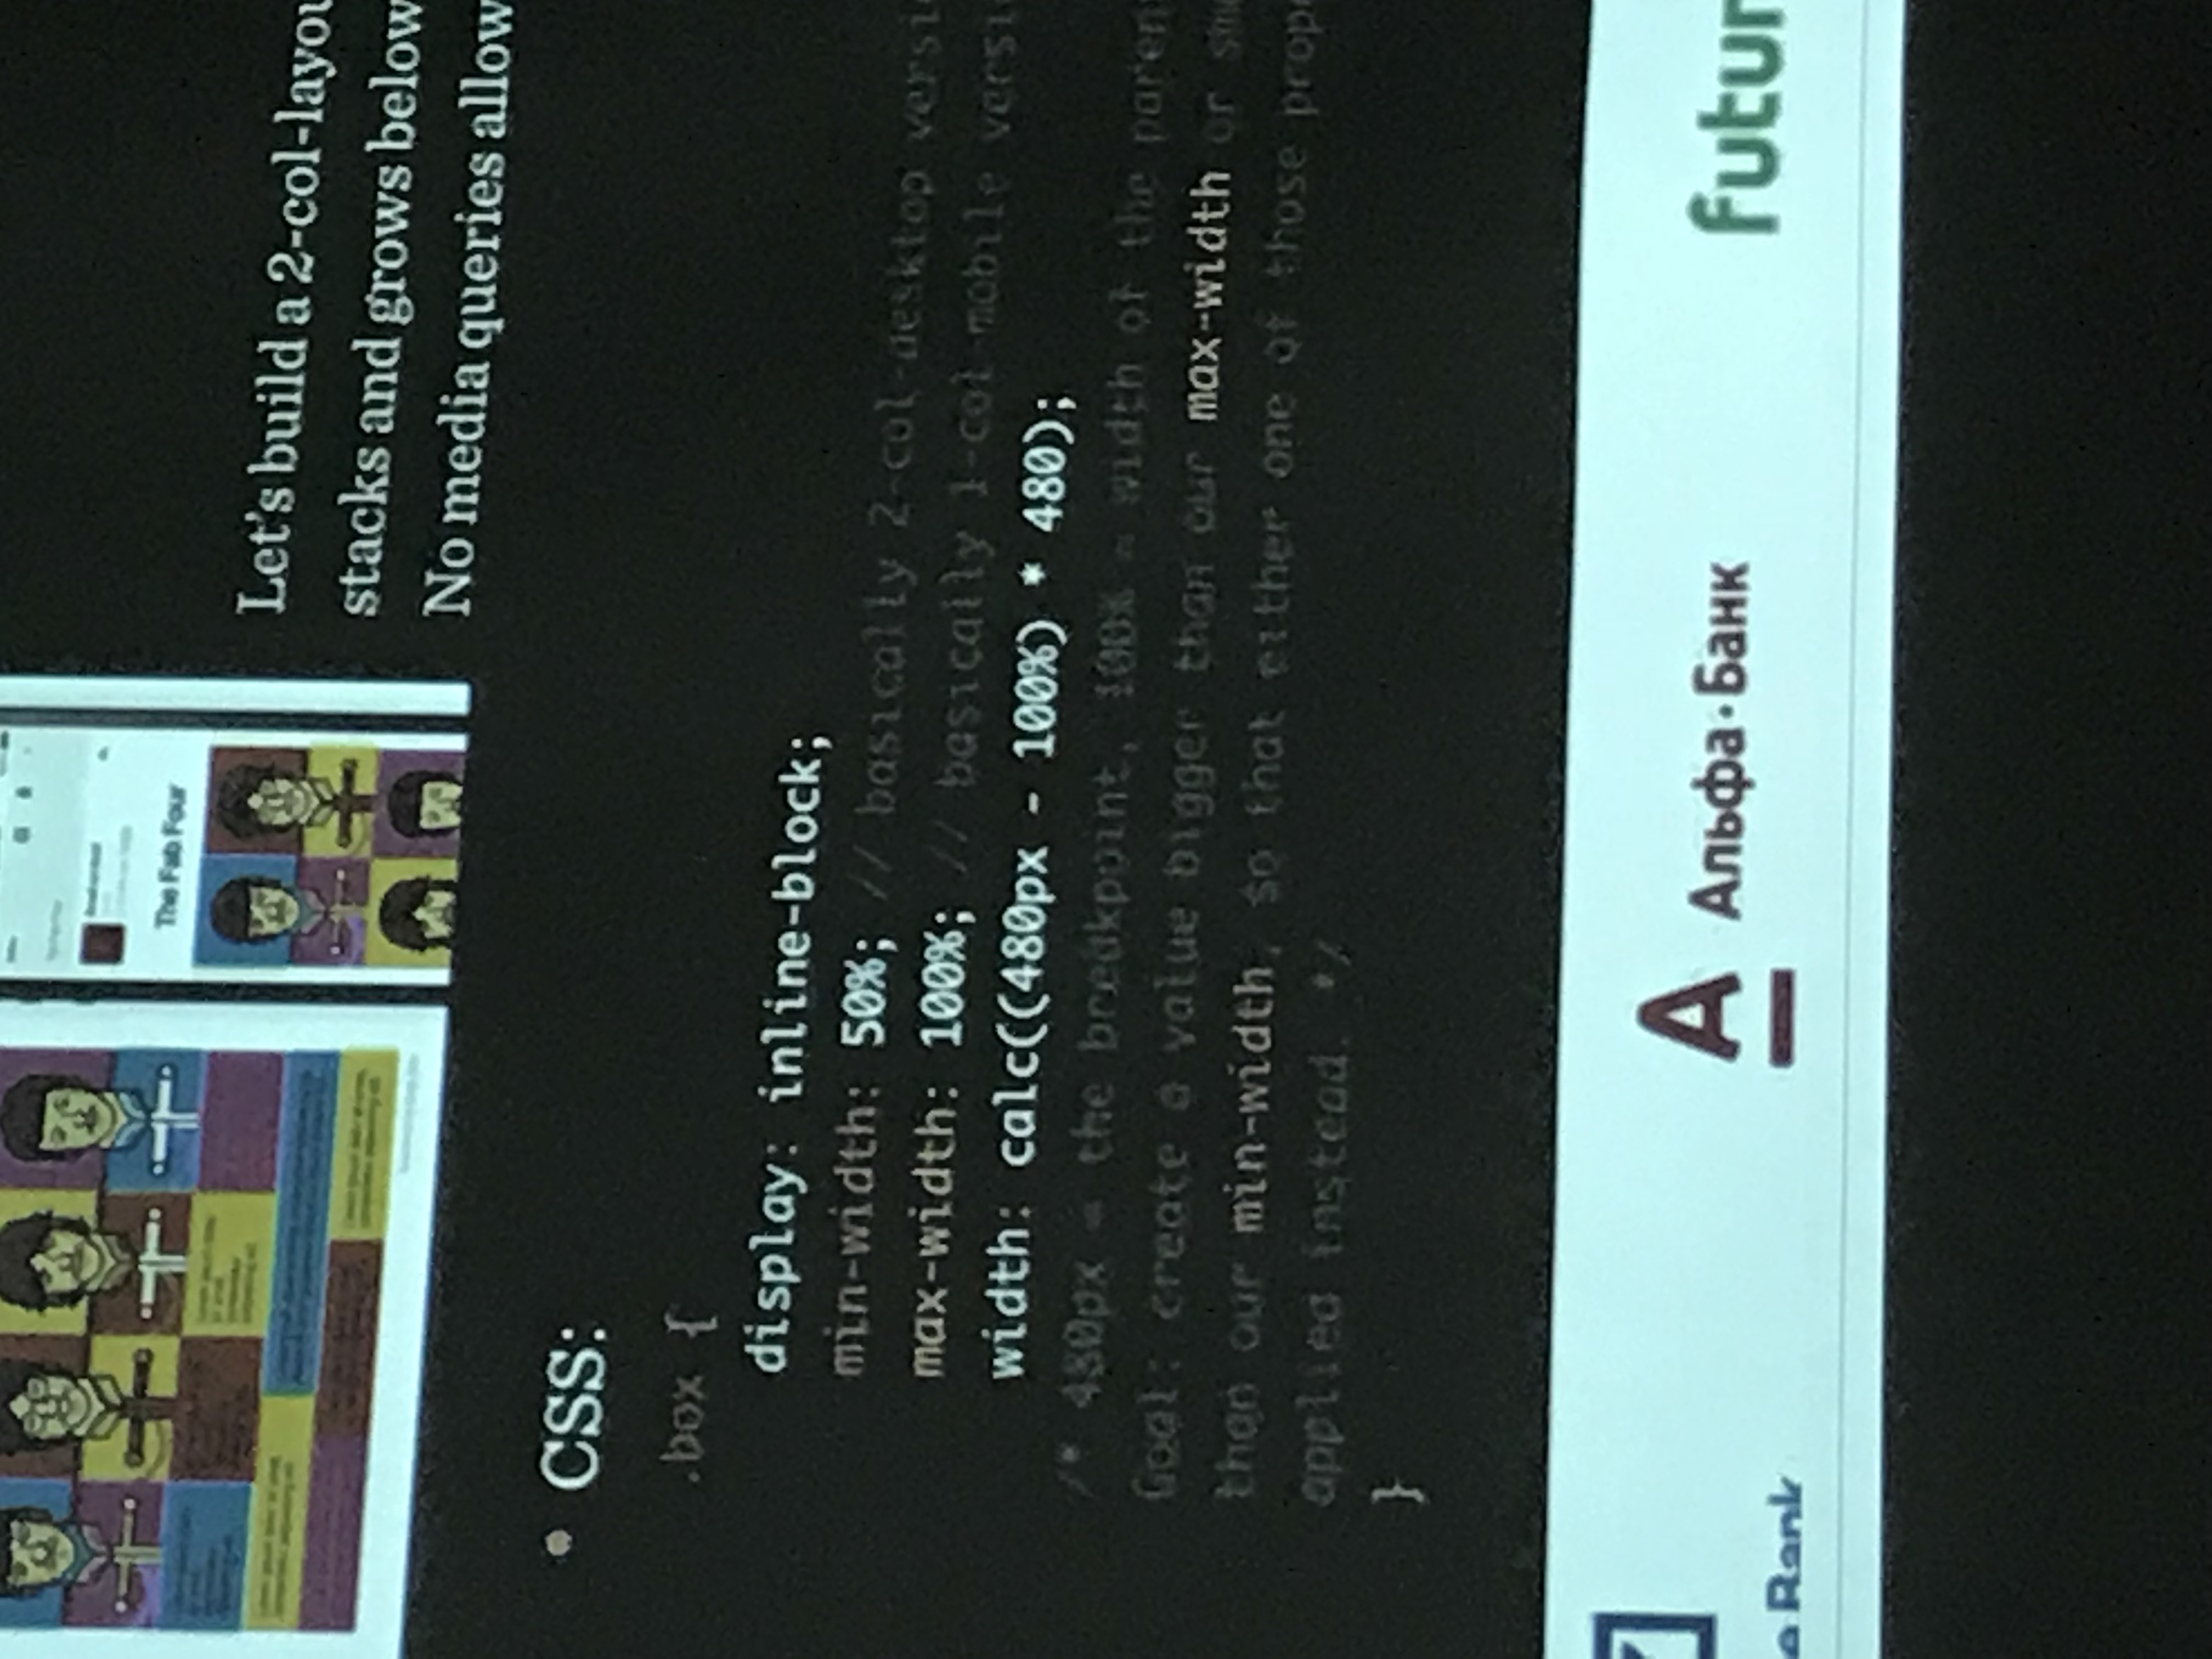 The Fab Four
Let's build a 2-col-layou
stacks and grows below
No media queries allow
• CSS:
.box {
display: inline-block;
min-width: 50%; // basically 2-col-desktop versi
max-width: 100%; // basically 1-col-mobile versi
width: calc((480px - 100%) * 480);
/* 480px = the breakpoint, 100% = width of the paren
Goal: create a value bigger than our max-width or sm
than our min-width, so that either one of those prop
applied instead. */
}
e Bank
А Альфа·Банк
futur